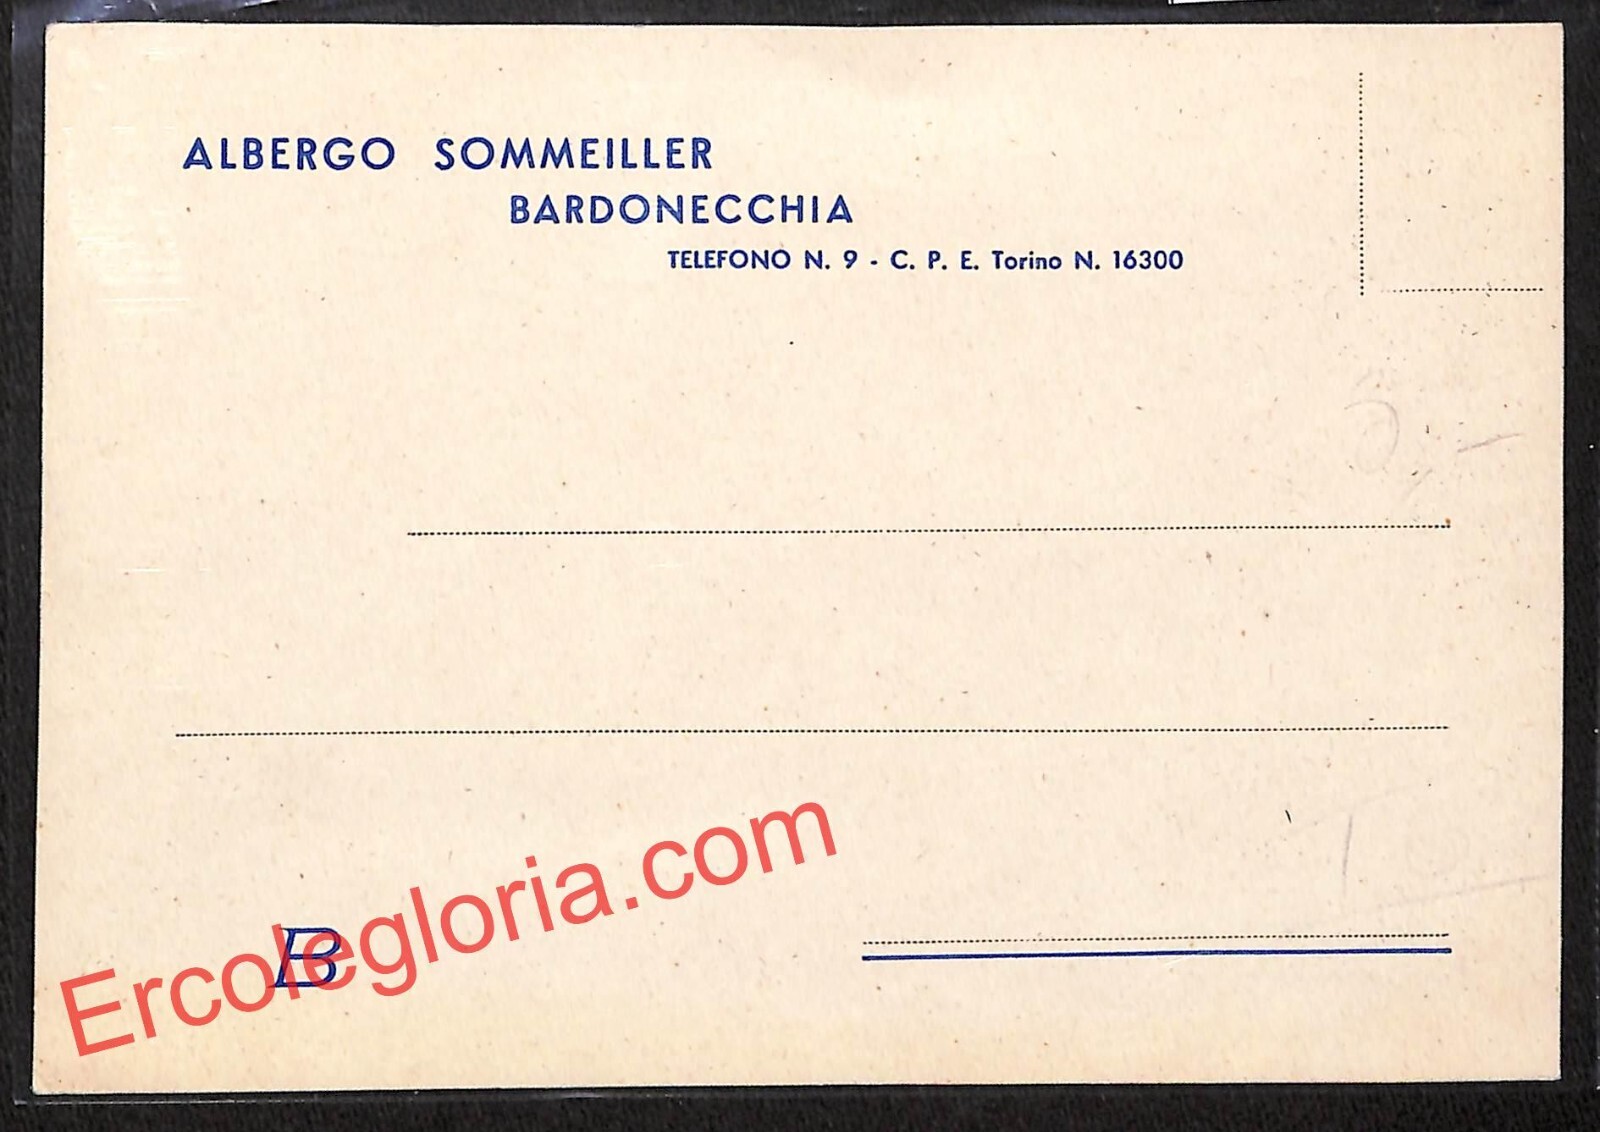 ALBERGO SOMMEILLER
BARDONECCHIA
TELEFONO N. 9 - C. P. E. Torino N. 16300
B
Ercolegloria.com